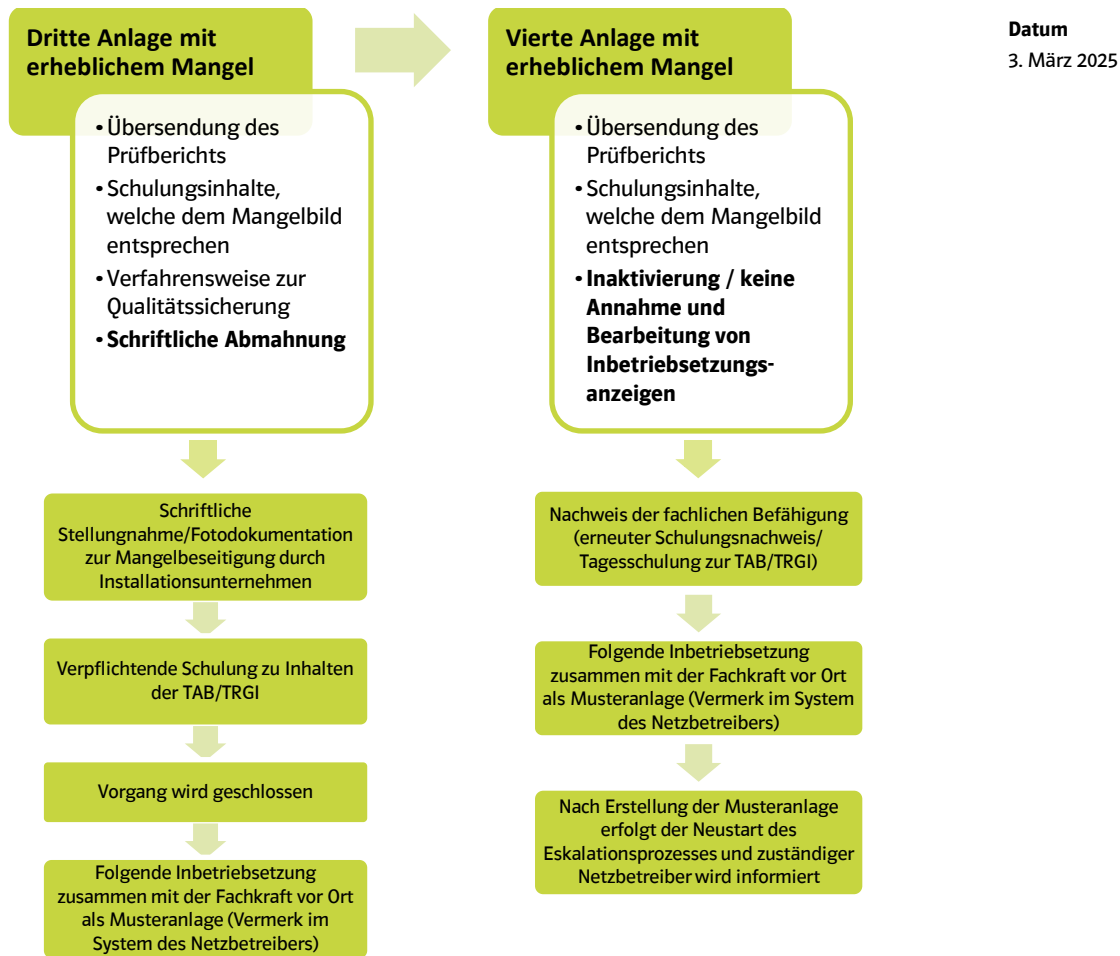 Dritte Anlage mit
erheblichem Mangel
• Übersendung des
Prüfberichts
• Schulungsinhalte,
welche dem Mangelbild
entsprechen
• Verfahrensweise zur
Qualitätssicherung
• Schriftliche Abmahnung
Schriftliche
Stellungnahme/Fotodokumentation
zur Mangelbeseitigung durch
Installationsunternehmen
Verpflichtende Schulung zu Inhalten
der TAB/TRGI
Vorgang wird geschlossen
Folgende Inbetriebsetzung
zusammen mit der Fachkraft vor Ort
als Musteranlage (Vermerk im
System des Netzbetreibers)
Vierte Anlage mit
erheblichem Mangel
• Übersendung des
Prüfberichts
• Schulungsinhalte,
welche dem Mangelbild
entsprechen
• Inaktivierung / keine
Annahme und
Bearbeitung von
Inbetriebsetzungs-
anzeigen
Nachweis der fachlichen Befähigung
(erneuter Schulungsnachweis/
Tagesschulung zur TAB/TRGI)
Folgende Inbetriebsetzung
zusammen mit der Fachkraft vor Ort
als Musteranlage (Vermerk im System
des Netzbetreibers)
Nach Erstellung der Musteranlage
erfolgt der Neustart des
Eskalationsprozesses und zuständiger
Netzbetreiber wird informiert
Datum
3. März 2025